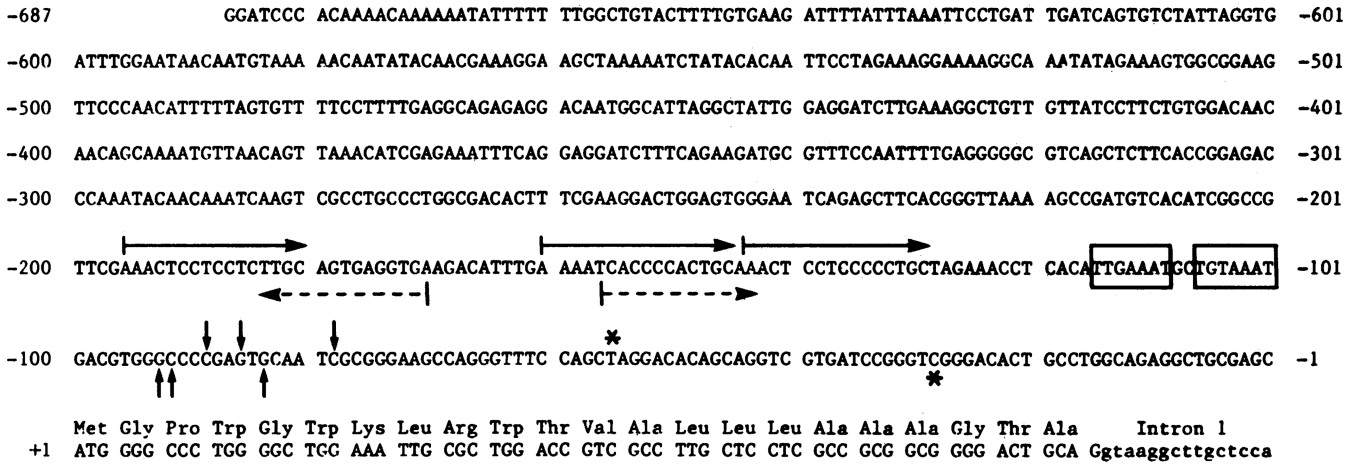 -687 GGATCCC ACAAAACAAAAAATATTTTT TTGGCTGTACTTTTGTGAAG ATTTTATTTAAATTCCTGAT TGATCAGTGTCTATTAGGTG -601
-600 ATTTGGAATAACAATGTAAA AACAATATACAACGAAAGGA AGCTAAAAATCTATACACAA TTCCTAGAAAGGAAAAGGCA AATATAGAAAGTGGCGGAAG -501
-500 TTCCCAACATTTTTAGTGTT TTCCTTTTGAGGCAGAGAGG ACAATGGCATTAGGCTATTG GAGGATCTTGAAAGGCTGTT GTTATCCTTCTGTGGACAAC -401
-400 AACAGCAAAATGTTAACAGT TAAACATCGAGAAATTTCAG GAGGATCTTTCAGAAGATGC GTTTCCAATTTTGAGGGGGC GTCAGCTCTTCACCGGAGAC -301
-300 CCAAATACAACAAATCAAGT CGCCTGCCCTGGCGACACTT TCGAAGGACTGGAGTGGGAA TCAGAGCTTCACGGGTTAAA AGCCGATGTCACATCGGCCG -201
-200 TTCGAAACTCCTCCTCTTGC AGTGAGGTGAAGACATTTGA AAATCACCCCACTGCAAACT CCTCCCCCTGCTAGAAACCT CACATTGAAATGCTGTAAAT -101
-100 GACGTGGGCCCCGAGTGCAA TCGCGGGAAGCCAGGGTTTC CAGCTAGGACACAGCAGGTC GTGATCCGGGTCGGGACACT GCCTGGCAGAGGCTGCGAGC -1
Met Gly Pro Trp Gly Trp Lys Leu Arg Trp Thr Val Ala Leu Leu Leu Ala Ala Ala Gly Thr Ala Intron 1
+1 ATG GGG CCC TGG GGC TGG AAA TTG CGC TGG ACC GTC GCC TTG CTC CTC GCC GCG GCG GGG ACT GCA Ggtaaggcttgctcca